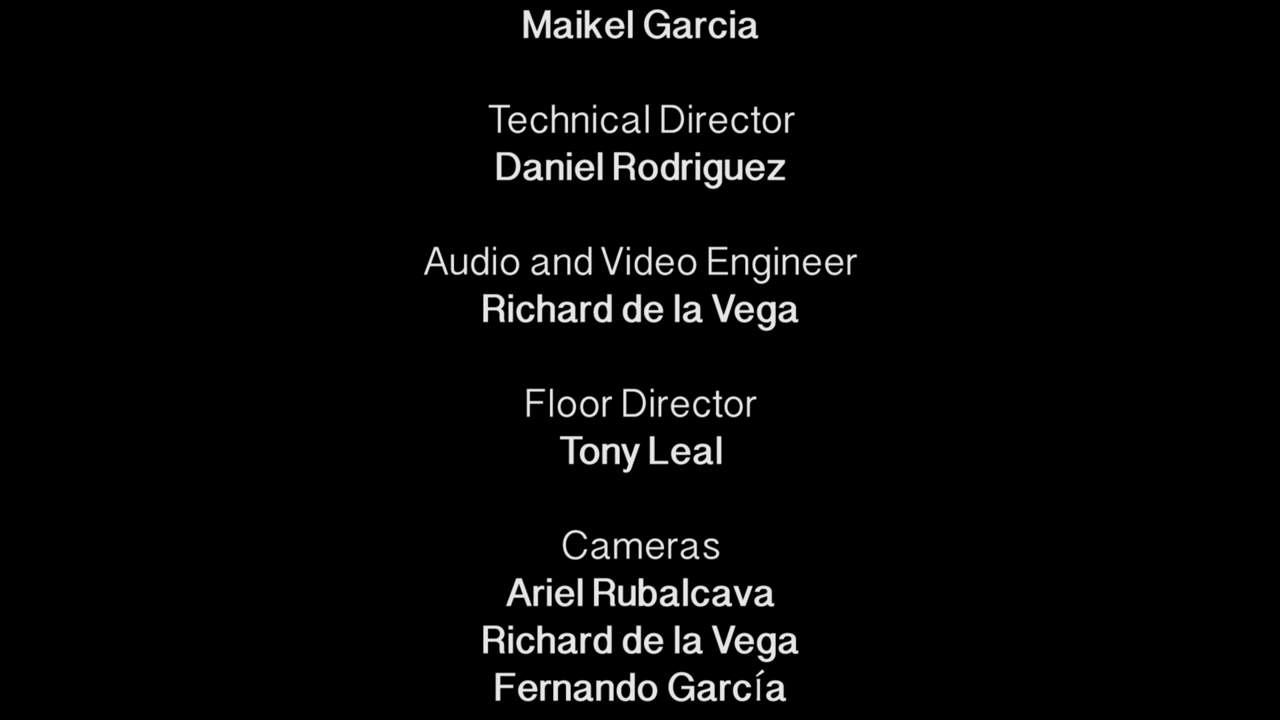 Maikel Garcia
Technical Director
Daniel Rodriguez
Audio and Video Engineer
Richard de la Vega
Floor Director
Tony Leal
Cameras
Ariel Rubalcava
Richard de la Vega
Fernando García